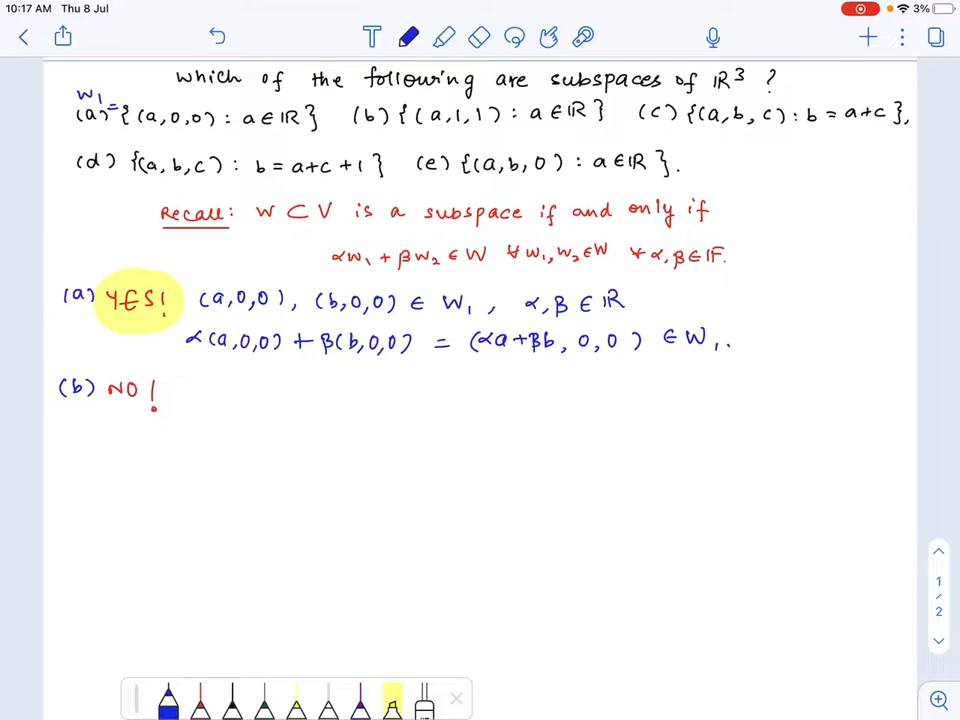 10:17 AM Thu 8 Jul 3%
which of the following are subspaces of ℝ³ ?
W₁ =
(a) {(a,0,0) : a∈ℝ} (b) {(a,1,1) : a∈ℝ} (c) {(a,b,c) : b = a+c},
(d) {(a,b,c) : b = a+c+1} (e) {(a,b,0) : a∈ℝ}.
Recall: W ⊂ V is a subspace if and only if
αw₁ + βw₂ ∈ W ∀ w₁,w₂ ∈ W ∀ α,β ∈ 𝔽.
(a) YES! (a,0,0), (b,0,0) ∈ W₁, α,β ∈ ℝ
α(a,0,0) + β(b,0,0) = (αa+βb, 0,0) ∈ W₁.
(b) NO!
1
/
2